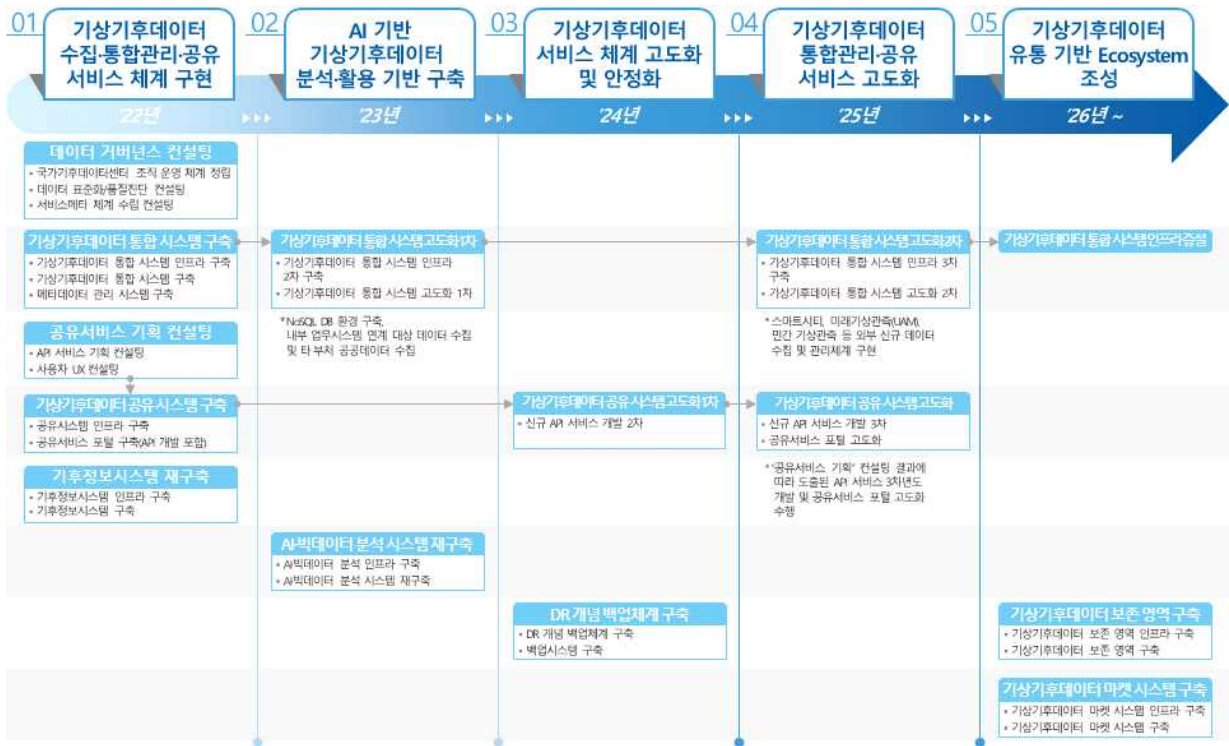 01
기상기후데이터
수집·통합관리·공유
서비스 체계 구현
02
AI 기반
기상기후데이터
분석·활용 기반 구축
03
기상기후데이터
서비스 체계 고도화
및 안정화
04
기상기후데이터
통합관리·공유
서비스 고도화
05
기상기후데이터
유통 기반 Ecosystem
조성
'22년
'23년
'24년
'25년
'26년 ~
데이터 거버넌스 컨설팅
• 국가기후데이터센터 조직 운영 체계 정립
• 데이터 표준화/품질진단 컨설팅
• 서비스메타 체계 수립 컨설팅
기상기후데이터 통합 시스템 구축
• 기상기후데이터 통합 시스템 인프라 구축
• 기상기후데이터 통합 시스템 구축
• 메타데이터 관리 시스템 구축
기상기후데이터 통합 시스템고도화1차
• 기상기후데이터 통합 시스템 인프라
2차 구축
• 기상기후데이터 통합 시스템 고도화 1차
*NoSQL DB 환경 구축,
내부 업무시스템 연계 대상 데이터 수집
및 타 부처 공공데이터 수집
기상기후데이터 통합 시스템고도화2차
• 기상기후데이터 통합 시스템 인프라 3차
구축
• 기상기후데이터 통합 시스템 고도화 2차
*스마트시티, 미래기상관측(UAM),
민간 기상관측 등 외부 신규 데이터
수집 및 관리체계 구현
기상기후데이터 통합 시스템인프라증설
공유서비스 기획 컨설팅
• API 서비스 기획 컨설팅
• 사용자 UX 컨설팅
기상기후데이터 공유 시스템 구축
• 공유시스템 인프라 구축
• 공유서비스 포털 구축(API 개발 포함)
기상기후데이터 공유 시스템고도화1차
• 신규 API 서비스 개발 2차
기상기후데이터 공유 시스템고도화
• 신규 API 서비스 개발 3차
• 공유서비스 포털 고도화
*'공유서비스 기획' 컨설팅 결과에
따라 도출된 API 서비스 3차년도
개발 및 공유서비스 포털 고도화
수행
기후정보시스템 재구축
• 기후정보시스템 인프라 구축
• 기후정보시스템 구축
AI·빅데이터 분석 시스템 재구축
• AI·빅데이터 분석 인프라 구축
• AI·빅데이터 분석 시스템 재구축
DR 개념 백업체계 구축
• DR 개념 백업체계 구축
• 백업시스템 구축
기상기후데이터 보존 영역 구축
• 기상기후데이터 보존 영역 인프라 구축
• 기상기후데이터 보존 영역 구축
기상기후데이터 마켓 시스템 구축
• 기상기후데이터 마켓 시스템 인프라 구축
• 기상기후데이터 마켓 시스템 구축